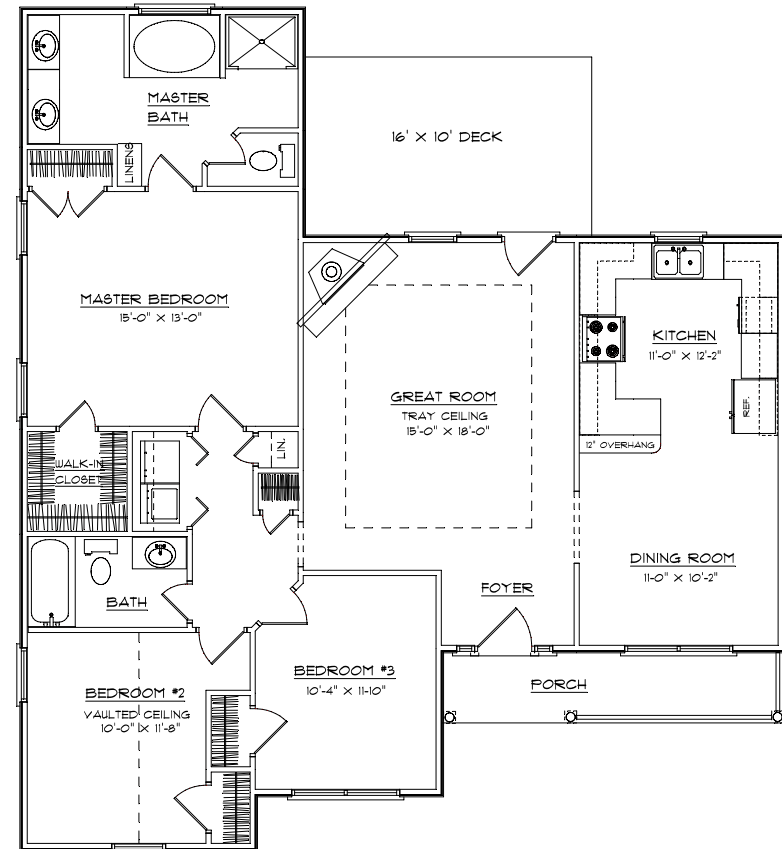 MASTER
BATH
LINENS
16' X 10' DECK
MASTER BEDROOM
15'-0" X 13'-0"
KITCHEN
11'-0" X 12'-2"
REF.
GREAT ROOM
TRAY CEILING
15'-0" X 18'-0"
12" OVERHANG
LIN.
WALK-IN
CLOSET
DINING ROOM
11-0" X 10'-2"
FOYER
BATH
BEDROOM #3
10'-4" X 11-10"
PORCH
BEDROOM #2
VAULTED CEILING
10'-0" X 11'-8"